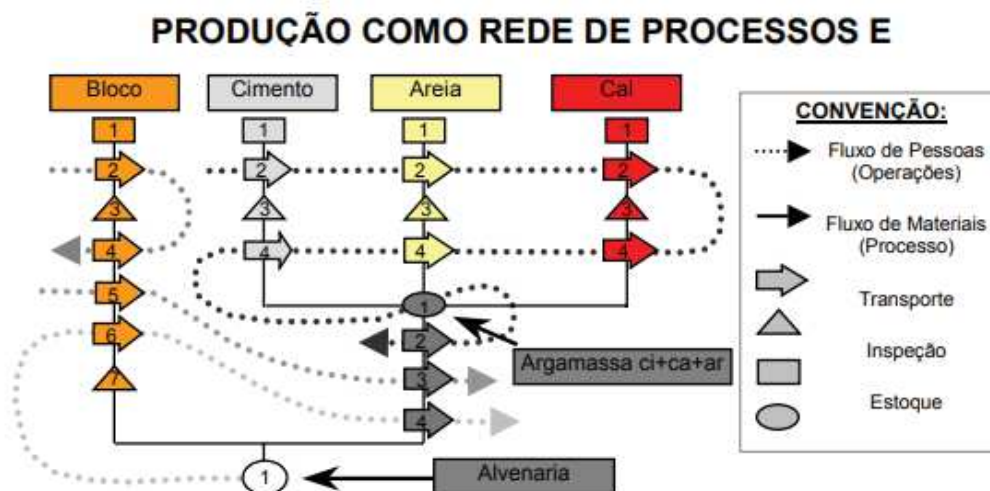 PRODUÇÃO COMO REDE DE PROCESSOS E
Bloco Cimento Areia Cal
1 1 1 1
2 2 2 2
3 3 3 3
4 4 4 4
5 1
6 2
7 3
4
1
Argamassa ci+ca+ar
Alvenaria
CONVENÇÃO:
Fluxo de Pessoas
(Operações)
Fluxo de Materiais
(Processo)
Transporte
Inspeção
Estoque